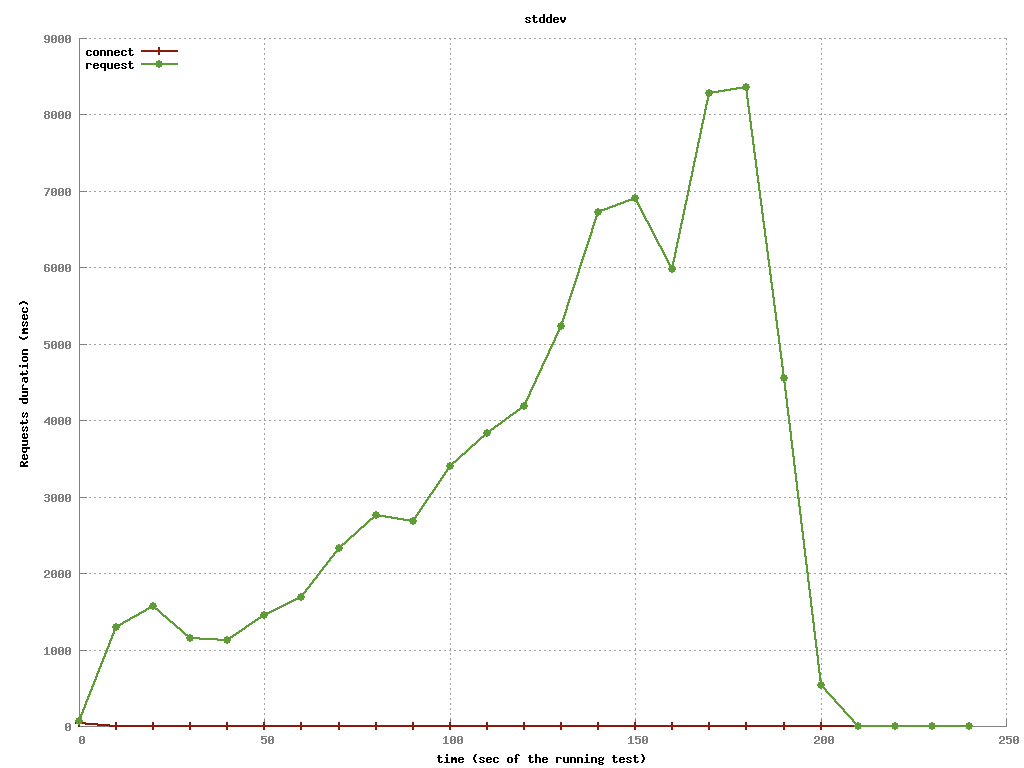 stddev
9000
8000
7000
6000
5000
4000
3000
2000
1000
0
connect
request
Requests duration (msec)
0 50 100 150 200 250
time (sec of the running test)